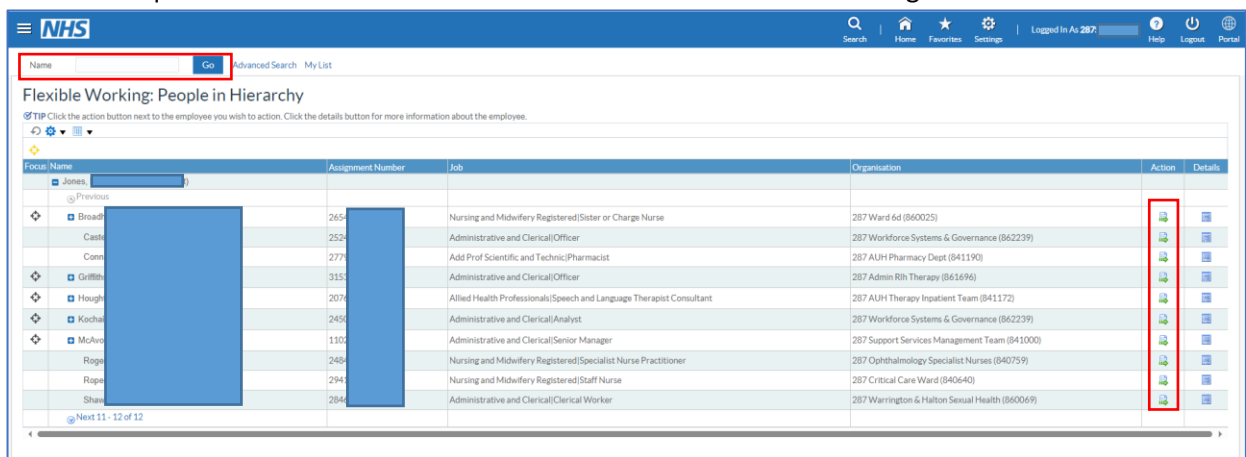 NHS
Search | Home Favorites Settings | Logged In As 287: Help Logout Portal
Name Go Advanced Search My List
Flexible Working: People in Hierarchy
TIP Click the action button next to the employee you wish to action. Click the details button for more information about the employee.
Focus Name Assignment Number Job Organisation Action Details
Jones,
Previous
Broadh 2654 Nursing and Midwifery Registered|Sister or Charge Nurse 287 Ward 6d (860025)
Caste 2524 Administrative and Clerical|Officer 287 Workforce Systems & Governance (862239)
Conn 2779 Add Prof Scientific and Technic|Pharmacist 287 AUH Pharmacy Dept (841190)
Griffith 3153 Administrative and Clerical|Officer 287 Admin Rlh Therapy (861696)
Hough 2076 Allied Health Professionals|Speech and Language Therapist Consultant 287 AUH Therapy Inpatient Team (841172)
Kochal 2450 Administrative and Clerical|Analyst 287 Workforce Systems & Governance (862239)
McAvo 1102 Administrative and Clerical|Senior Manager 287 Support Services Management Team (841000)
Roge 2484 Nursing and Midwifery Registered|Specialist Nurse Practitioner 287 Ophthalmology Specialist Nurses (840759)
Rope 2941 Nursing and Midwifery Registered|Staff Nurse 287 Critical Care Ward (840640)
Shaw 2846 Administrative and Clerical|Clerical Worker 287 Warrington & Halton Sexual Health (860069)
Next 11 - 12 of 12